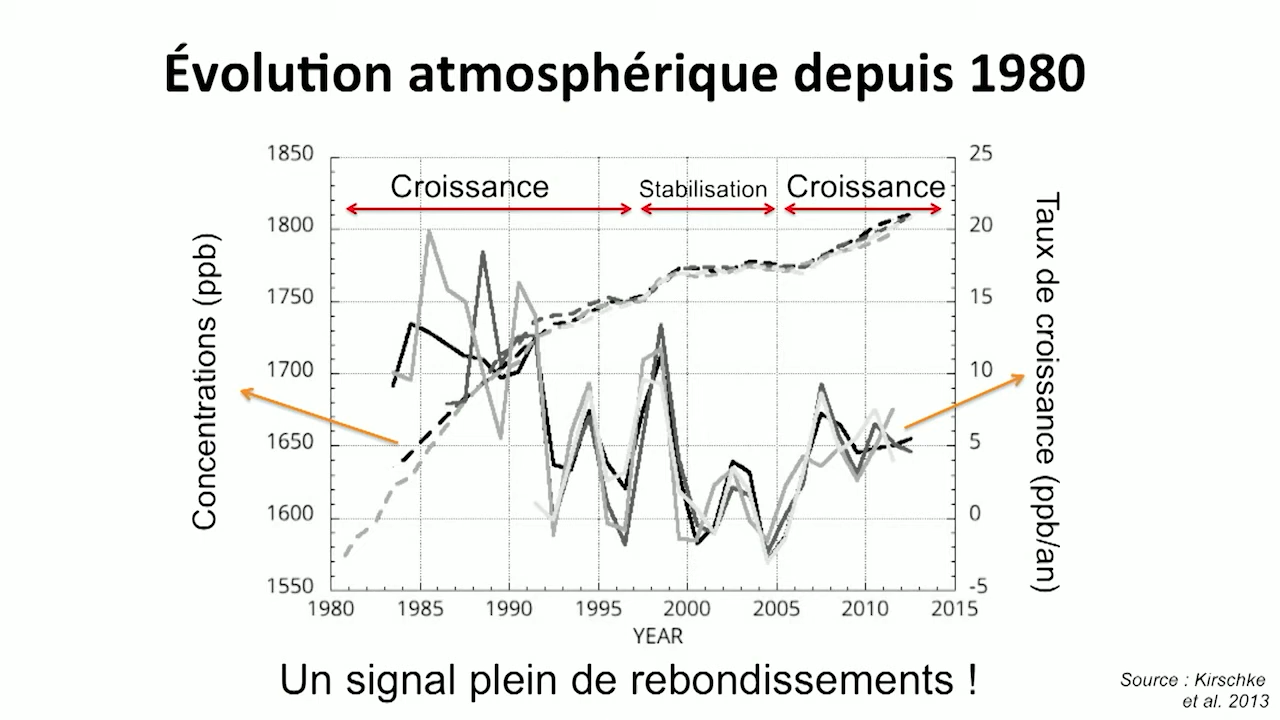 Évolution atmosphérique depuis 1980
1850
1800
1750
1700
1650
1600
1550
25
20
15
10
5
0
-5
Croissance
Stabilisation
Croissance
Concentrations (ppb)
Taux de croissance (ppb/an)
1980
1985
1990
1995
2000
2005
2010
2015
YEAR
Un signal plein de rebondissements !
Source : Kirschke
et al. 2013